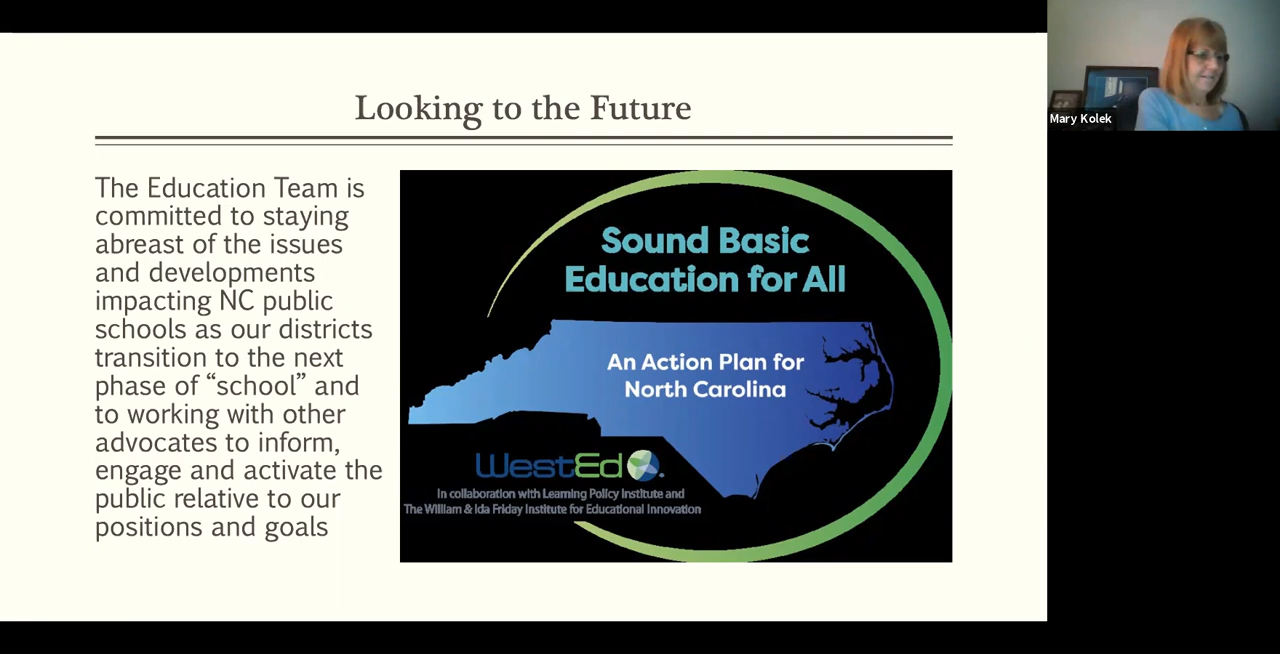 Looking to the Future
The Education Team is
committed to staying
abreast of the issues
and developments
impacting NC public
schools as our districts
transition to the next
phase of “school” and
to working with other
advocates to inform,
engage and activate the
public relative to our
positions and goals
Sound Basic
Education for All
An Action Plan for
North Carolina
WestEd
In collaboration with Learning Policy Institute and
The William & Ida Friday Institute for Educational Innovation
Mary Kolek